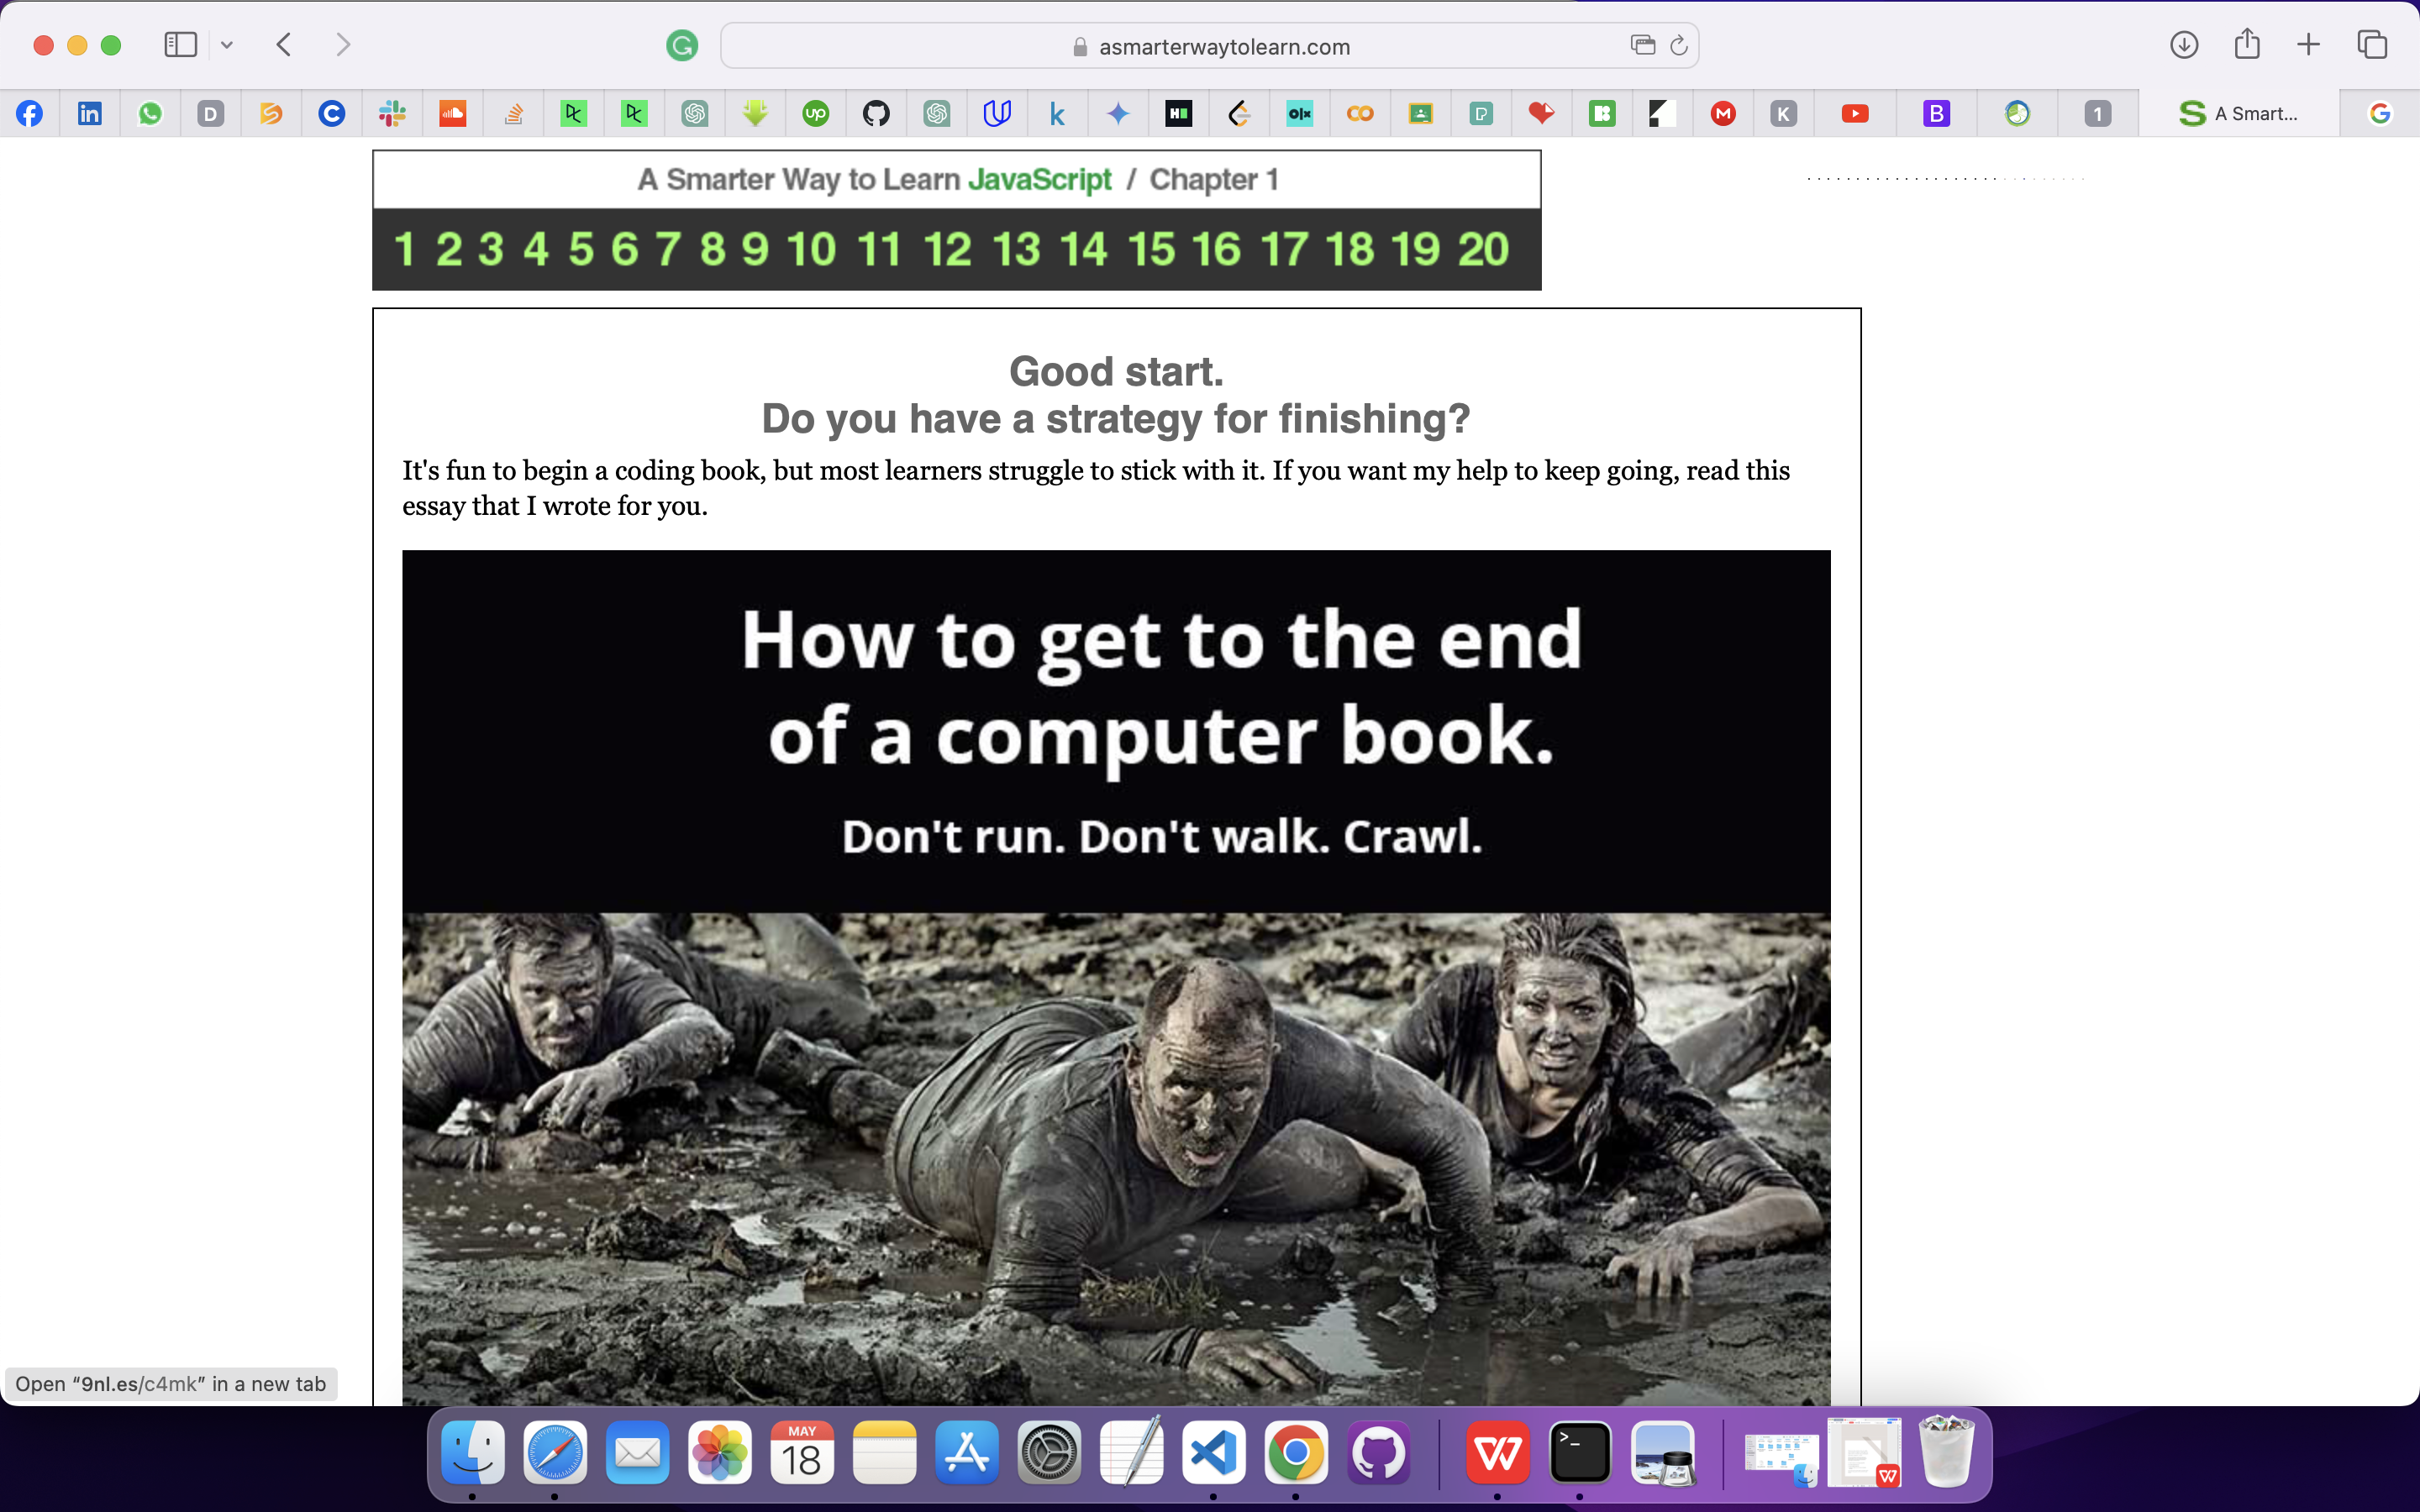 asmarterwaytolearn.com
A Smart...
A Smarter Way to Learn JavaScript / Chapter 1
1 2 3 4 5 6 7 8 9 10 11 12 13 14 15 16 17 18 19 20
Good start.
Do you have a strategy for finishing?
It's fun to begin a coding book, but most learners struggle to stick with it. If you want my help to keep going, read this
essay that I wrote for you.
How to get to the end
of a computer book.
Don't run. Don't walk. Crawl.
Open “9nl.es/c4mk” in a new tab
MAY
18